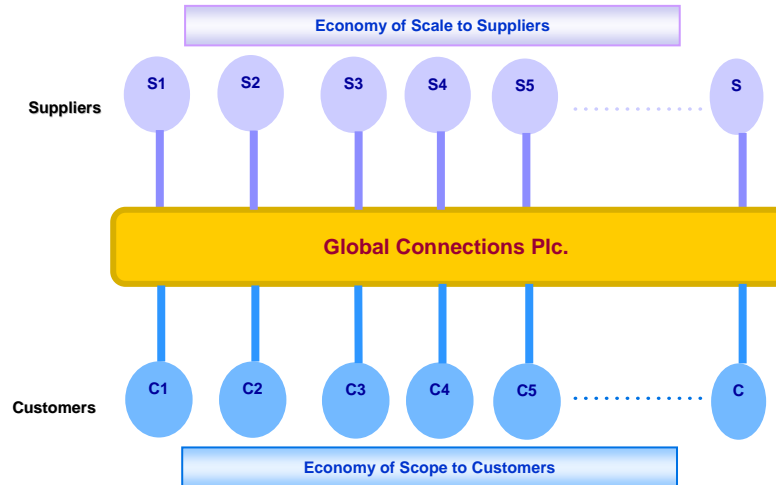 Economy of Scale to Suppliers
S1 S2 S3 S4 S5 S
Suppliers
Global Connections Plc.
C1 C2 C3 C4 C5 C
Customers
Economy of Scope to Customers